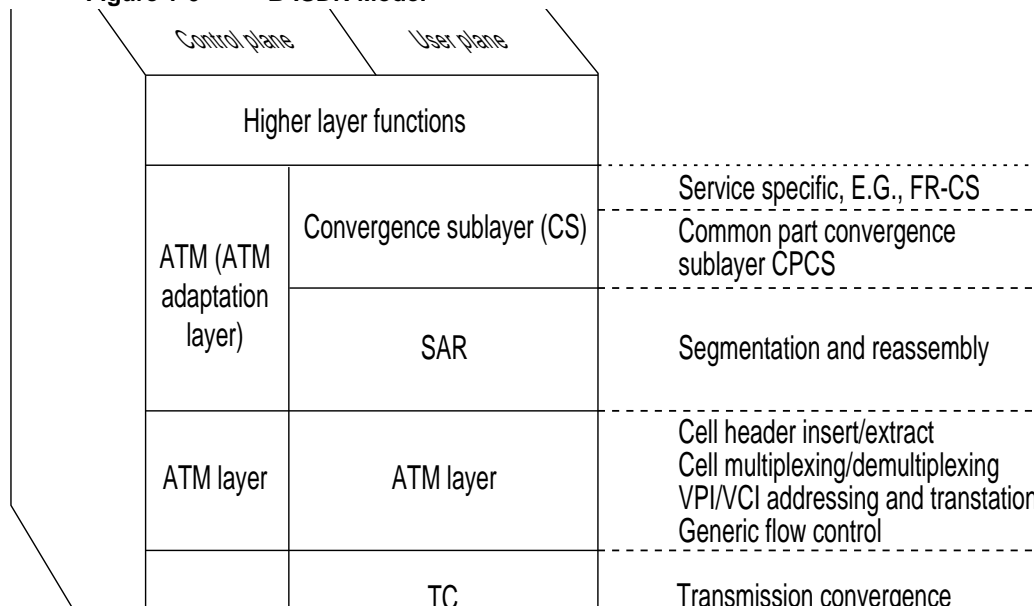 Control plane
User plane
Higher layer functions
Service specific, E.G., FR-CS
Convergence sublayer (CS)
Common part convergence
sublayer CPCS
ATM (ATM
adaptation
layer)
SAR
Segmentation and reassembly
ATM layer
ATM layer
Cell header insert/extract
Cell multiplexing/demultiplexing
VPI/VCI addressing and transtation
Generic flow control
TC
Transmission convergence